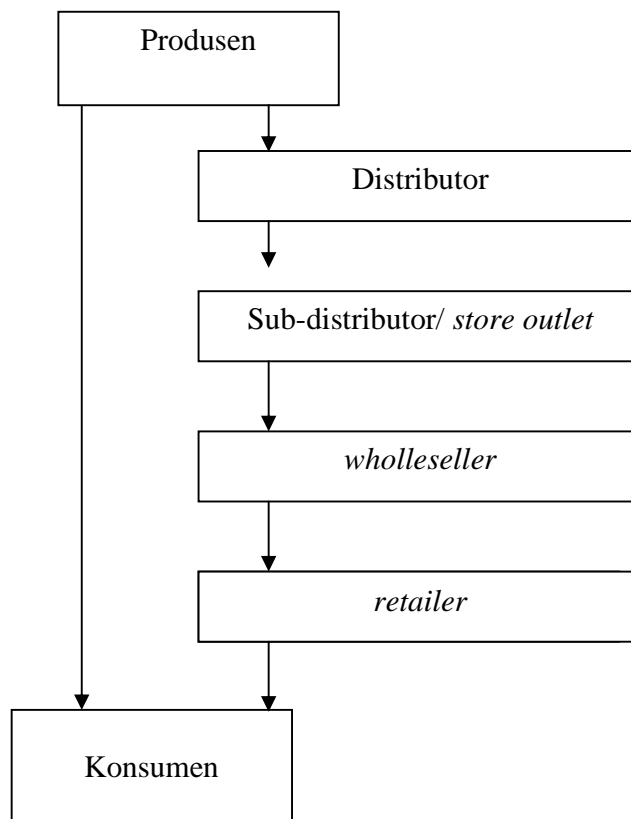 Produsen
Distributor
Sub-distributor/ store outlet
wholleseller
retailer
Konsumen